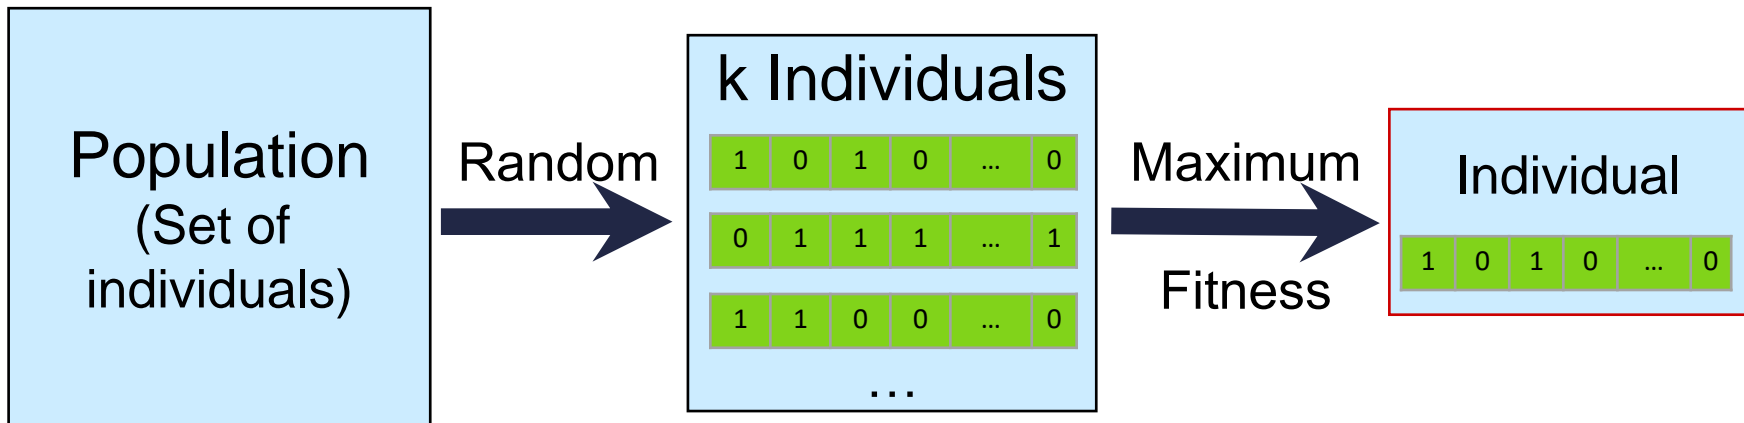 Population
(Set of
individuals)
Random
k Individuals
1 0 1 0 ... 0
0 1 1 1 ... 1
1 1 0 0 ... 0
...
Maximum
Fitness
Individual
1 0 1 0 ... 0